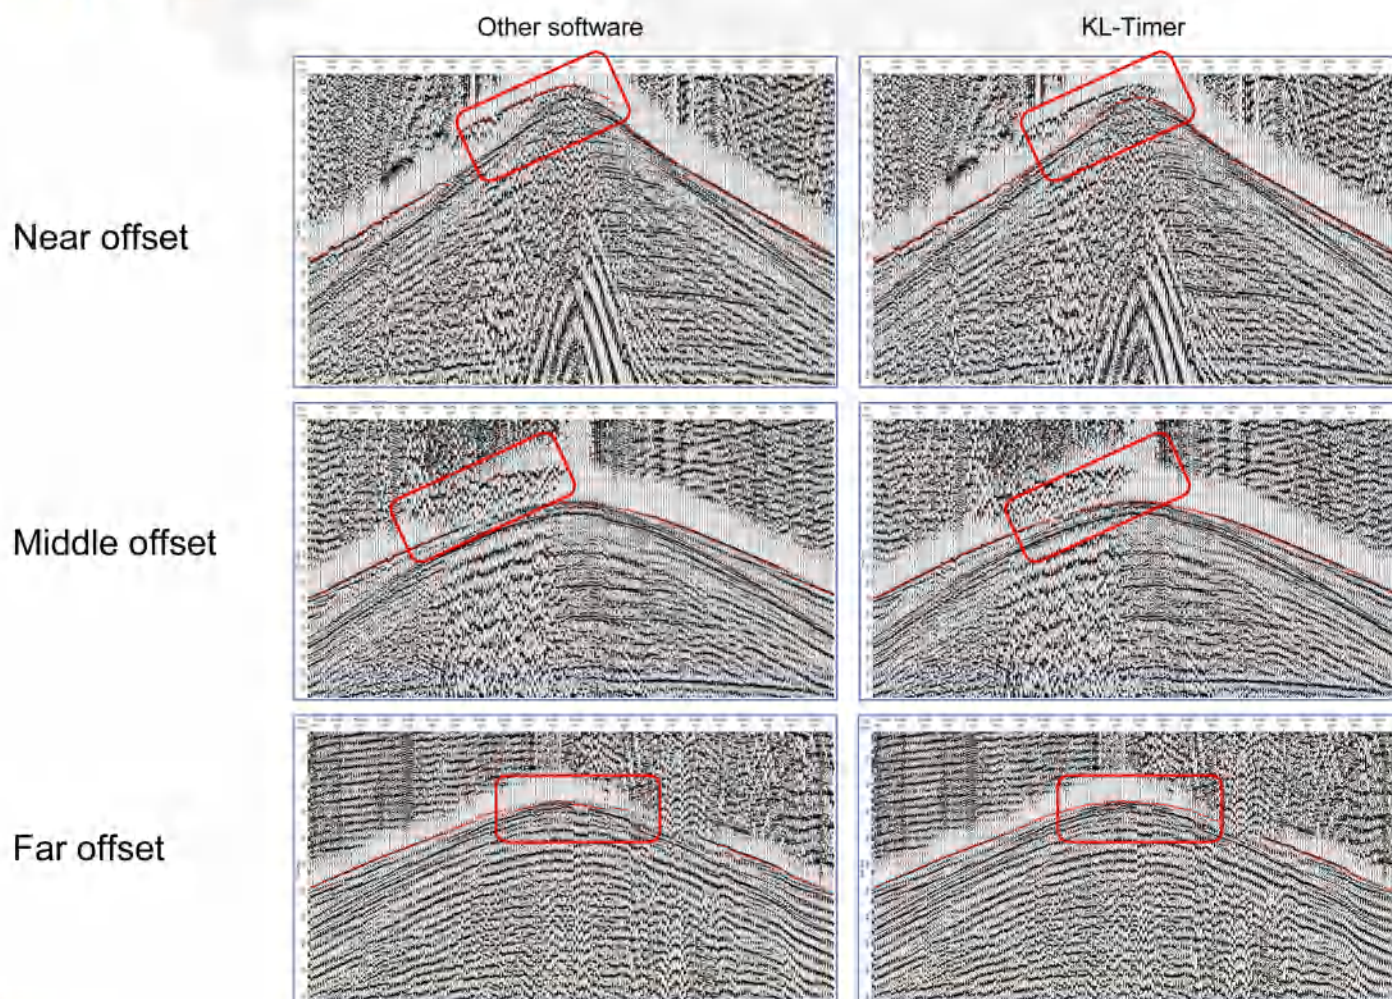 Other software
KL-Timer
Near offset
Middle offset
Far offset